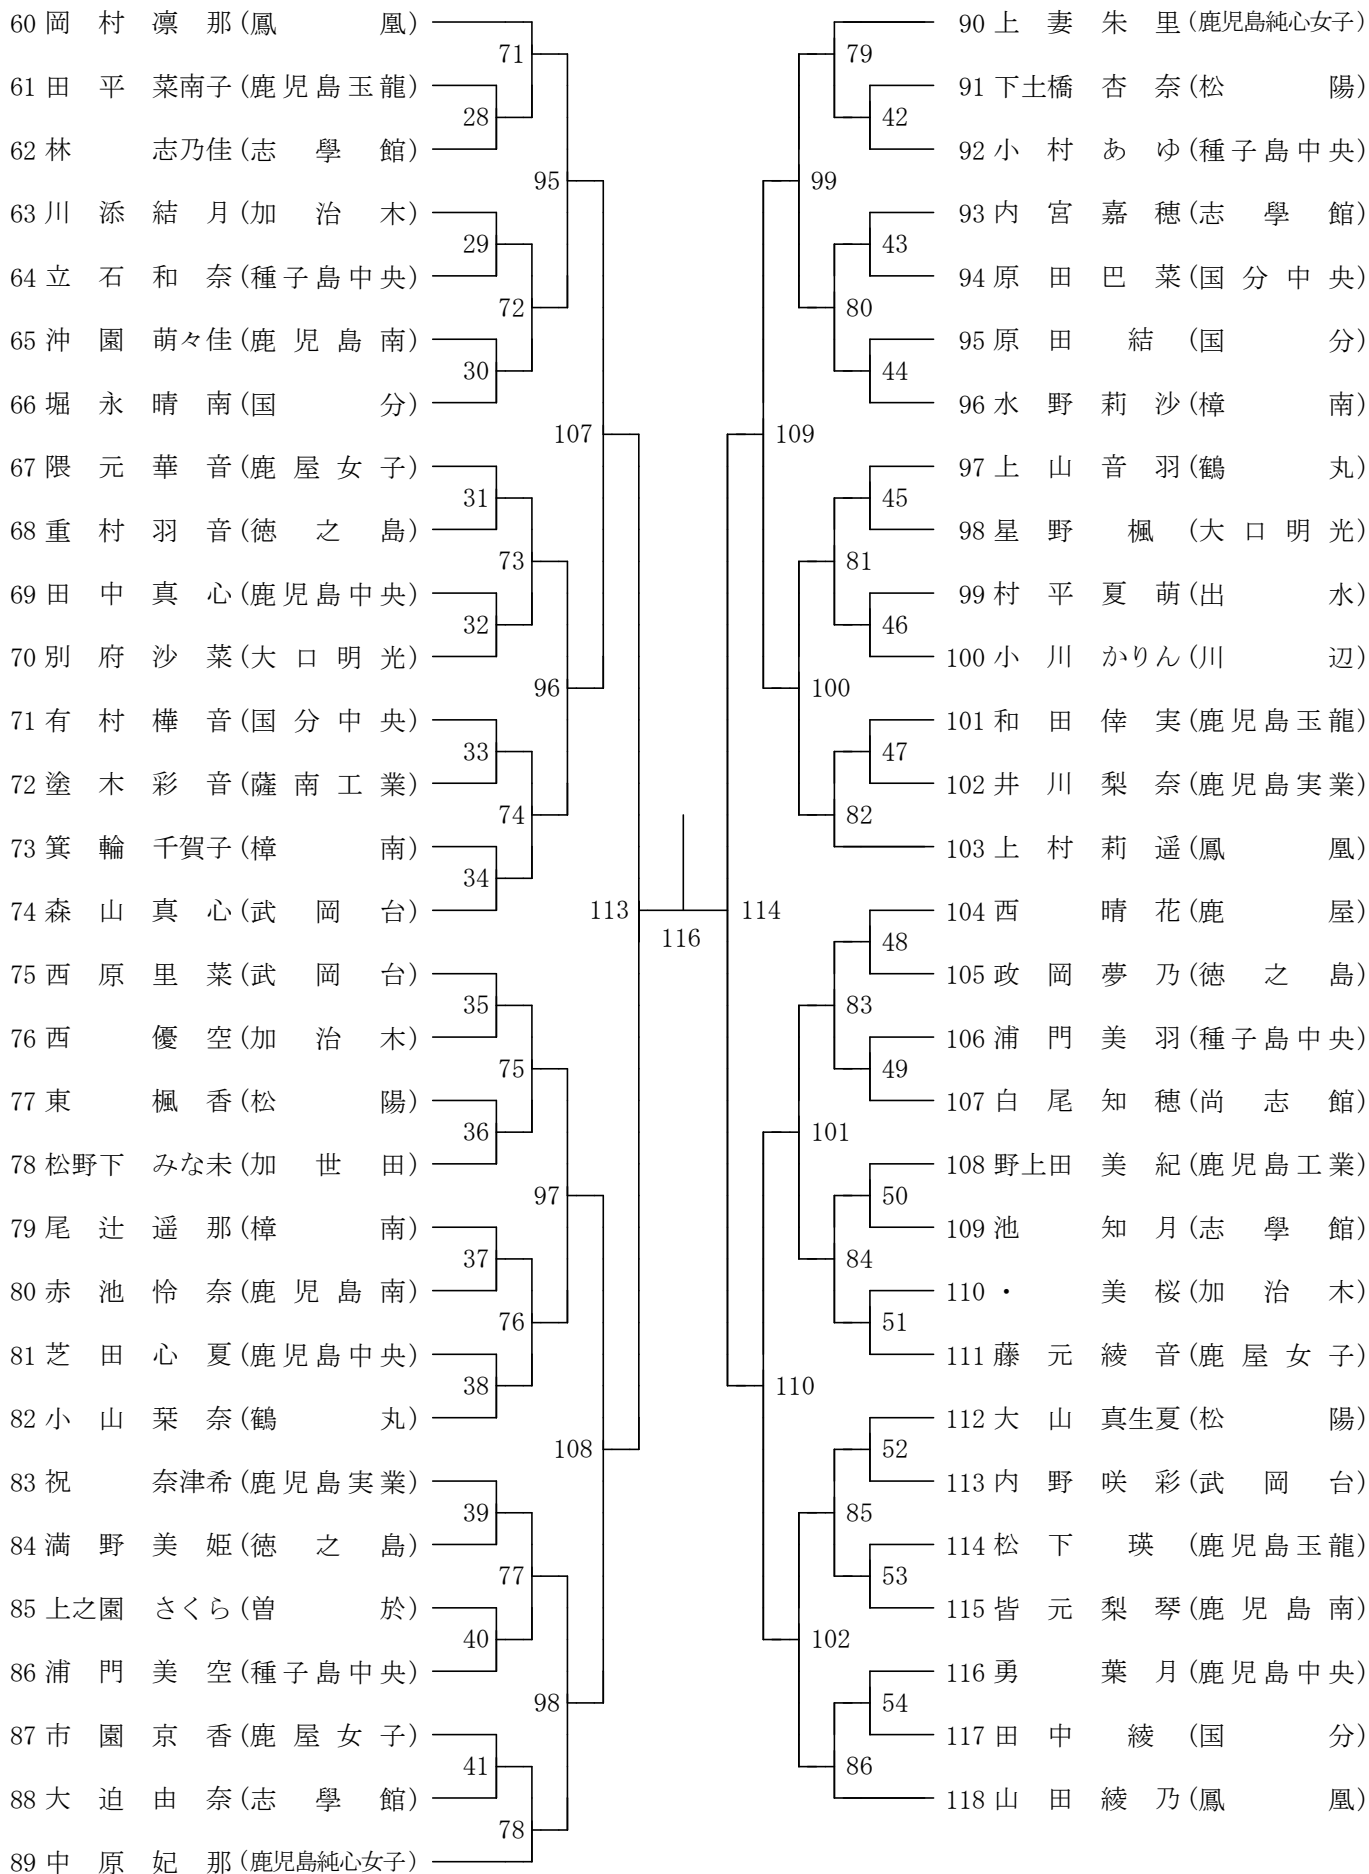 60 岡 村 凛 那 (鳳 凰)
71
61 田 平 菜南子 (鹿児島玉龍)
28
62 林 志乃佳 (志 學 館)
95
63 川 添 結 月 (加 治 木)
29
64 立 石 和 奈 (種子島中央)
72
65 沖 園 萌々佳 (鹿 児 島 南)
30
66 堀 永 晴 南 (国 分)
107
67 隈 元 華 音 (鹿 屋 女 子)
31
68 重 村 羽 音 (徳 之 島)
73
69 田 中 真 心 (鹿児島中央)
32
70 別 府 沙 菜 (大 口 明 光)
96
71 有 村 樺 音 (国 分 中 央)
33
72 塗 木 彩 音 (薩 南 工 業)
74
73 箕 輪 千賀子 (樟 南)
34
74 森 山 真 心 (武 岡 台)
113
116
75 西 原 里 菜 (武 岡 台)
35
76 西 優 空 (加 治 木)
75
77 東 楓 香 (松 陽)
36
78 松野下 みな未 (加 世 田)
97
79 尾 辻 遥 那 (樟 南)
37
80 赤 池 怜 奈 (鹿 児 島 南)
76
81 芝 田 心 夏 (鹿児島中央)
38
82 小 山 栞 奈 (鶴 丸)
108
83 祝 奈津希 (鹿児島実業)
39
84 満 野 美 姫 (徳 之 島)
77
85 上之園 さくら (曽 於)
40
86 浦 門 美 空 (種子島中央)
98
87 市 園 京 香 (鹿 屋 女 子)
41
88 大 迫 由 奈 (志 學 館)
78
89 中 原 妃 那 (鹿児島純心女子)
90 上 妻 朱 里 (鹿児島純心女子)
79
91 下土橋 杏 奈 (松 陽)
42
92 小 村 あ ゆ (種子島中央)
99
93 内 宮 嘉 穂 (志 學 館)
43
94 原 田 巴 菜 (国 分 中 央)
80
95 原 田 結 (国 分)
44
96 水 野 莉 沙 (樟 南)
109
97 上 山 音 羽 (鶴 丸)
45
98 星 野 楓 (大 口 明 光)
81
99 村 平 夏 萌 (出 水)
46
100 小 川 かりん (川 辺)
100
101 和 田 倖 実 (鹿児島玉龍)
47
102 井 川 梨 奈 (鹿児島実業)
82
103 上 村 莉 遥 (鳳 凰)
114
104 西 晴 花 (鹿 屋)
48
105 政 岡 夢 乃 (徳 之 島)
83
106 浦 門 美 羽 (種子島中央)
49
107 白 尾 知 穂 (尚 志 館)
101
108 野上田 美 紀 (鹿児島工業)
50
109 池 知 月 (志 學 館)
84
110 ・ 美 桜 (加 治 木)
51
111 藤 元 綾 音 (鹿 屋 女 子)
110
112 大 山 真生夏 (松 陽)
52
113 内 野 咲 彩 (武 岡 台)
85
114 松 下 瑛 (鹿児島玉龍)
53
115 皆 元 梨 琴 (鹿 児 島 南)
102
116 勇 葉 月 (鹿児島中央)
54
117 田 中 綾 (国 分)
86
118 山 田 綾 乃 (鳳 凰)